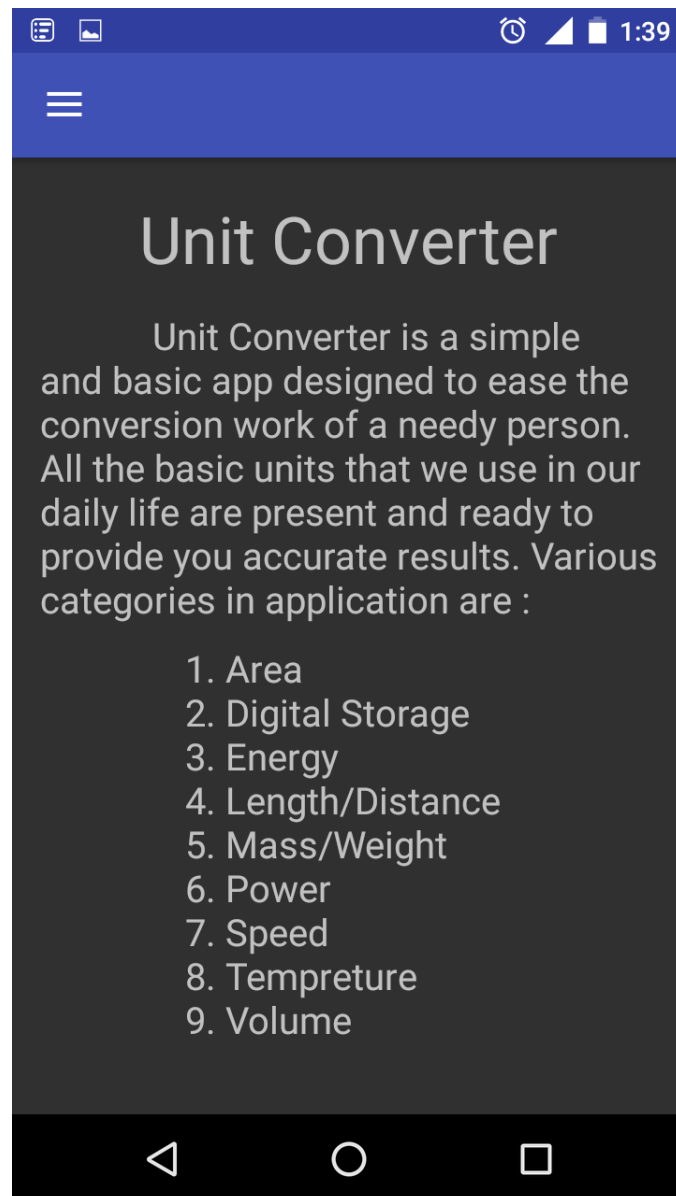 1:39
Unit Converter
Unit Converter is a simple
and basic app designed to ease the
conversion work of a needy person.
All the basic units that we use in our
daily life are present and ready to
provide you accurate results. Various
categories in application are :
1. Area
2. Digital Storage
3. Energy
4. Length/Distance
5. Mass/Weight
6. Power
7. Speed
8. Tempreture
9. Volume